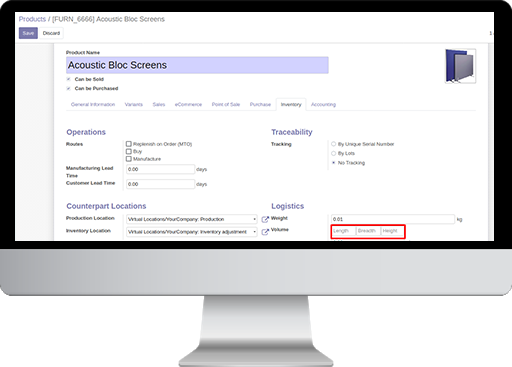 Products / [FURN_6666] Acoustic Bloc Screens
Save Discard
Product Name
Acoustic Bloc Screens
Can be Sold
Can be Purchased
General Information Variants Sales eCommerce Point of Sale Purchase Inventory Accounting
Operations Traceability
Routes Replenish on Order (MTO) Tracking By Unique Serial Number
Buy By Lots
Manufacture No Tracking
Manufacturing Lead Time 0.00 days
Customer Lead Time 0.00 days
Counterpart Locations Logistics
Production Location Virtual Locations/YourCompany: Production Weight 0.01 kg
Inventory Location Virtual Locations/YourCompany: Inventory adjustment Volume Length Breadth Height